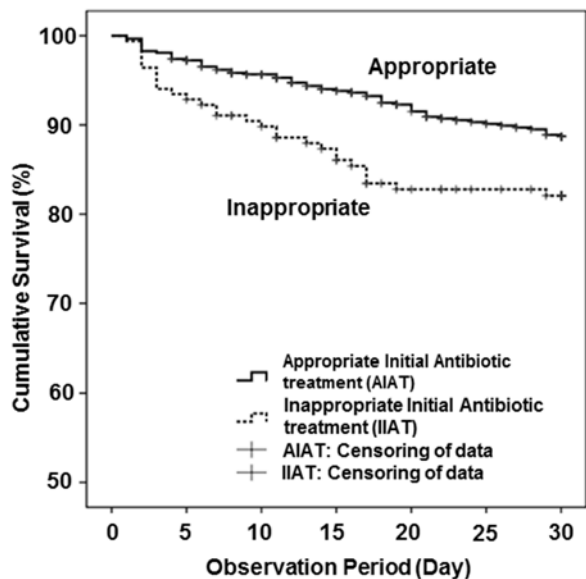 100
90
80
70
60
50
Cumulative Survival (%)
Appropriate
Inappropriate
Appropriate Initial Antibiotic
treatment (AIAT)
Inappropriate Initial Antibiotic
treatment (IIAT)
AIAT: Censoring of data
IIAT: Censoring of data
0 5 10 15 20 25 30
Observation Period (Day)